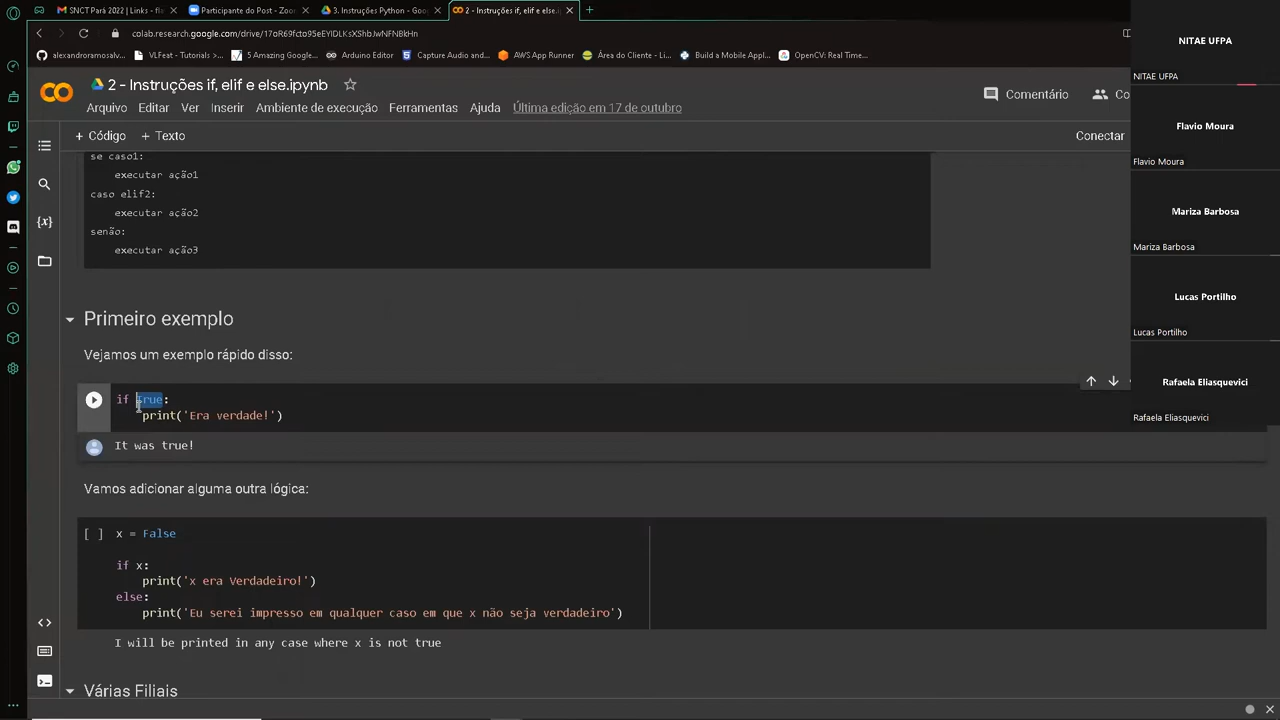 SNCT Pará 2022 | Links - fl
Participante do Post - Zoo
3. Instruções Python - Goog
2 - Instruções if, elif e else.ip
colab.research.google.com/drive/
alexandroramosalv...
VLFeat - Tutorials >...
5 Amazing Google...
Arduino Editor
Capture Audio and...
AWS App Runner
Área do Cliente - Li...
Build a Mobile Appl...
OpenCV: Real Time...
2 - Instruções if, elif e else.ipynb
Arquivo Editar Ver Inserir Ambiente de execução Ferramentas Ajuda Última edição em 17 de outubro
Comentário
Co
+ Código + Texto
Conectar
se caso1:
executar ação1
caso elif2:
executar ação2
senão:
executar ação3
Primeiro exemplo
Vejamos um exemplo rápido disso:
if True:
print('Era verdade!')
It was true!
Vamos adicionar alguma outra lógica:
[ ] x = False
if x:
print('x era Verdadeiro!')
else:
print('Eu serei impresso em qualquer caso em que x não seja verdadeiro')
I will be printed in any case where x is not true
Várias Filiais
NITAE UFPA
NITAE UFPA
Flavio Moura
Flavio Moura
Mariza Barbosa
Mariza Barbosa
Lucas Portilho
Lucas Portilho
Rafaela Eliasquevici
Rafaela Eliasquevici